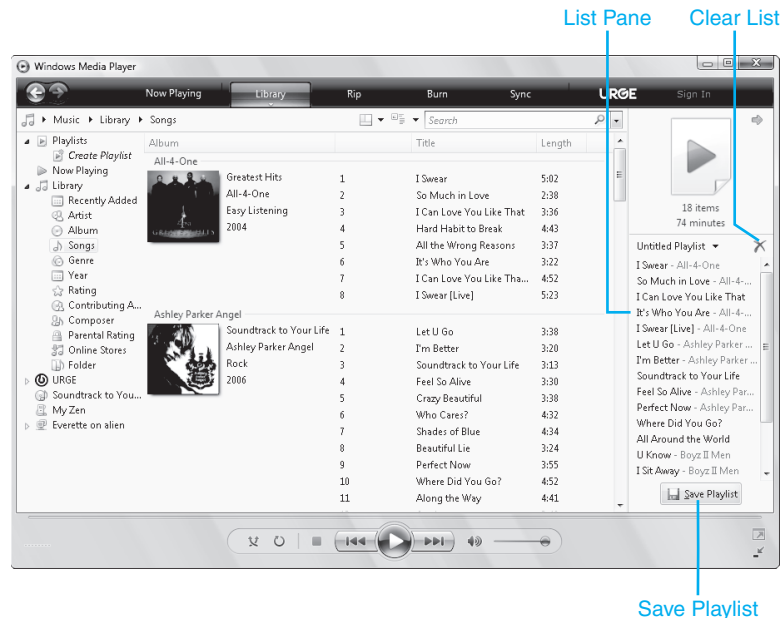 List Pane
Clear List
Windows Media Player
Now Playing
Library
Rip
Burn
Sync
URGE
Sign In
Music
Library
Songs
Search
Playlists
Create Playlist
Now Playing
Library
Recently Added
Artist
Album
Songs
Genre
Year
Rating
Contributing A...
Composer
Parental Rating
Online Stores
Folder
URGE
Soundtrack to You...
My Zen
Everette on alien
Album Title Length
All-4-One
Greatest Hits
All-4-One
Easy Listening
2004
1 I Swear 5:02
2 So Much in Love 2:38
3 I Can Love You Like That 3:36
4 Hard Habit to Break 4:43
5 All the Wrong Reasons 3:37
6 It's Who You Are 3:22
7 I Can Love You Like Tha... 4:52
8 I Swear [Live] 5:23
Ashley Parker Angel
Soundtrack to Your Life
Ashley Parker Angel
Rock
2006
1 Let U Go 3:38
2 I'm Better 3:20
3 Soundtrack to Your Life 3:13
4 Feel So Alive 3:30
5 Crazy Beautiful 3:38
6 Who Cares? 4:32
7 Shades of Blue 4:34
8 Beautiful Lie 3:24
9 Perfect Now 3:55
10 Where Did You Go? 4:52
11 Along the Way 4:41
18 items
74 minutes
Untitled Playlist
I Swear - All-4-One
So Much in Love - All-4-...
I Can Love You Like That
It's Who You Are - All-4-...
I Swear [Live] - All-4-One
Let U Go - Ashley Parker ...
I'm Better - Ashley Parker ...
Soundtrack to Your Life
Feel So Alive - Ashley Par...
Perfect Now - Ashley Par...
Where Did You Go?
All Around the World
U Know - Boyz II Men
I Sit Away - Boyz II Men
Save Playlist
Save Playlist